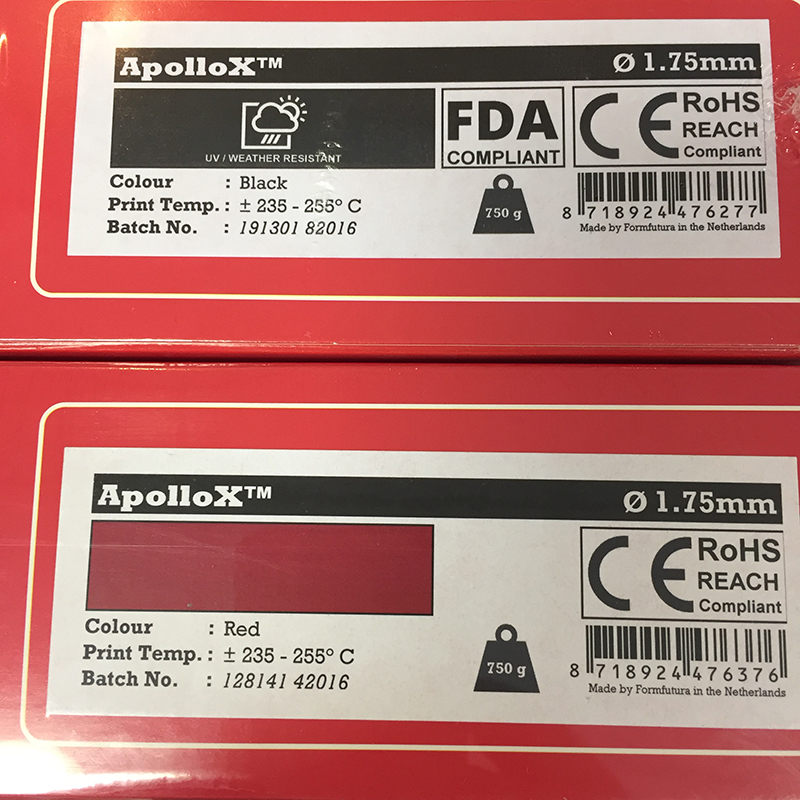 ApolloX™ Ø 1.75mm
UV / WEATHER RESISTANT
FDA
COMPLIANT
CE RoHS
REACH
Compliant
Colour : Black
Print Temp. : ± 235 - 255° C
Batch No. : 191301 82016
750 g
8 718924 476277
Made by Formfutura in the Netherlands
ApolloX™ Ø 1.75mm
CE RoHS
REACH
Compliant
Colour : Red
Print Temp. : ± 235 - 255° C
Batch No. : 128141 42016
750 g
8 718924 476376
Made by Formfutura in the Netherlands